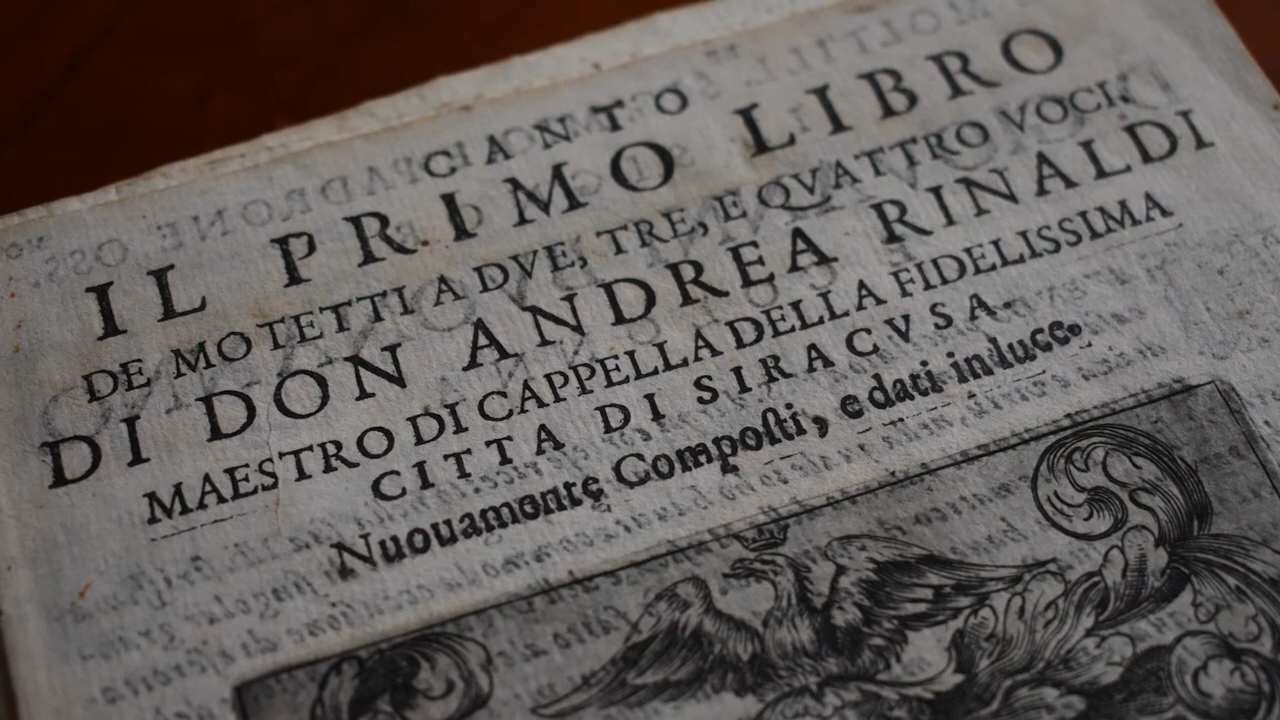 CANTO
IL PRIMO LIBRO
DE MOTETTI A DVE, TRE, E QVATTRO VOCI.
DI DON ANDREA RINALDI
MAESTRO DI CAPPELLA DELLA FIDELISSIMA
CITTA DI SIRACVSA.
Nuouamente Compoſti, e dati in luce.